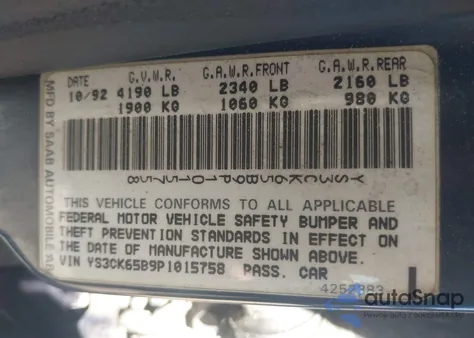 MFD BY SAAB AUTOMOBILE AB
DATE G.V.W.R. G.A.W.R.FRONT G.A.W.R.REAR
10/92 4190 LB 2340 LB 2160 LB
1900 KG 1060 KG 980 KG
YS3CK65B9P1015758
THIS VEHICLE CONFORMS TO ALL APPLICABLE
FEDERAL MOTOR VEHICLE SAFETY BUMPER AND
THEFT PREVENTION STANDARDS IN EFFECT ON
THE DATE OF MANUFACTURE SHOWN ABOVE.
VIN YS3CK65B9P1015758 PASS. CAR
autoSnap